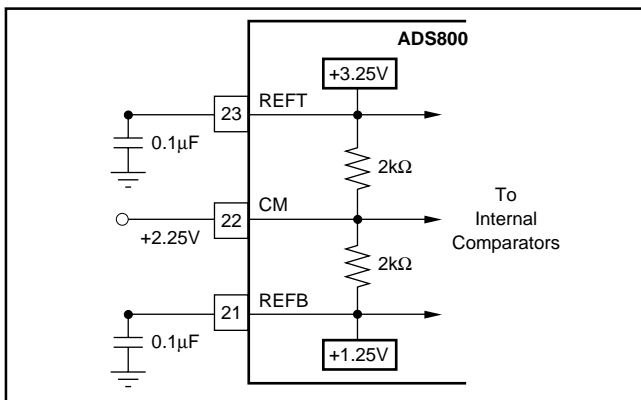 ADS800
+3.25V
23
REFT
0.1µF
2kΩ
22
CM
+2.25V
To
Internal
Comparators
2kΩ
21
REFB
0.1µF
+1.25V